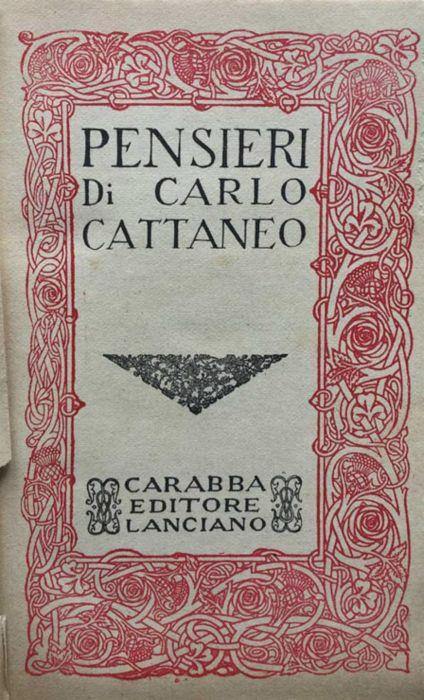 PENSIERI
Di CARLO
CATTANEO
CARABBA
EDITORE
LANCIANO